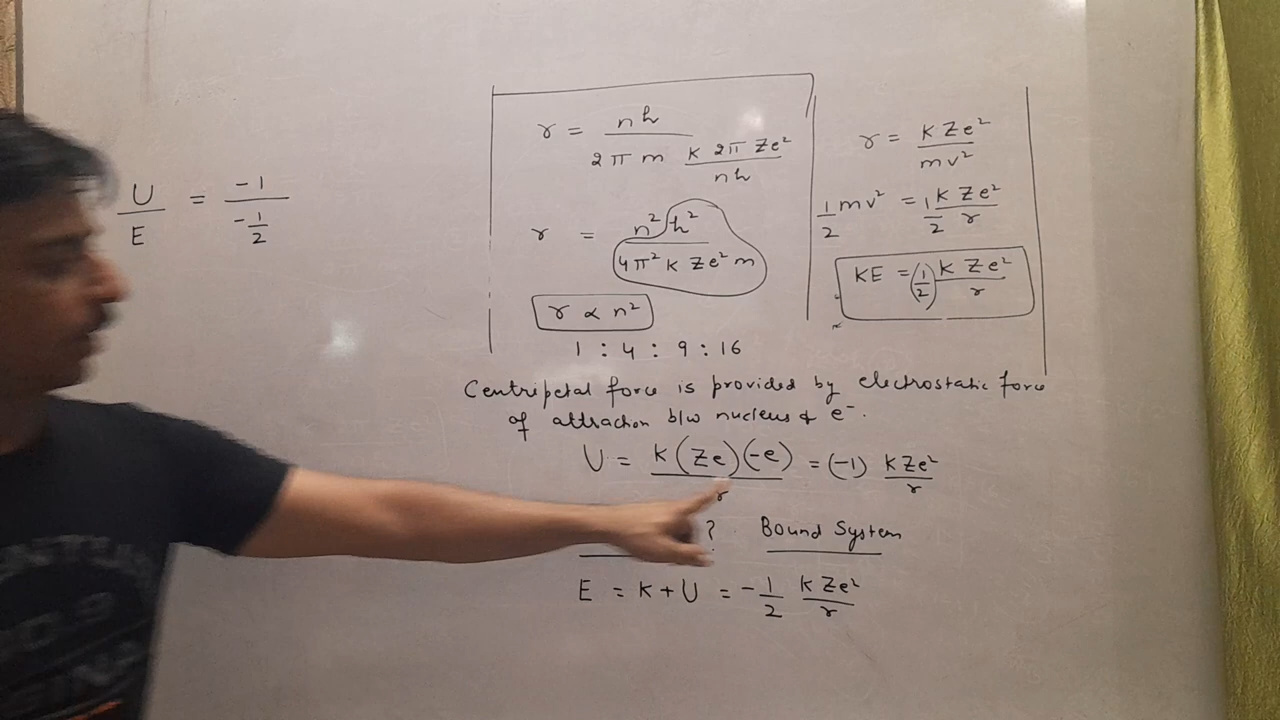 U/E = -1/(-1/2)
r = nh/(2π m (k 2π Ze²/nh))
r = n²h²/(4π² k Ze² m)
r ∝ n²
1 : 4 : 9 : 16
r = kZe²/mv²
1/2 mv² = 1/2 k Ze²/r
KE = (1/2) k Ze²/r
Centripetal force is provided by electrostatic force
of attraction b/w nucleus & e⁻.
U = k(Ze)(-e)/r = (-1) kZe²/r
? Bound System
E = K + U = -1/2 kZe²/r